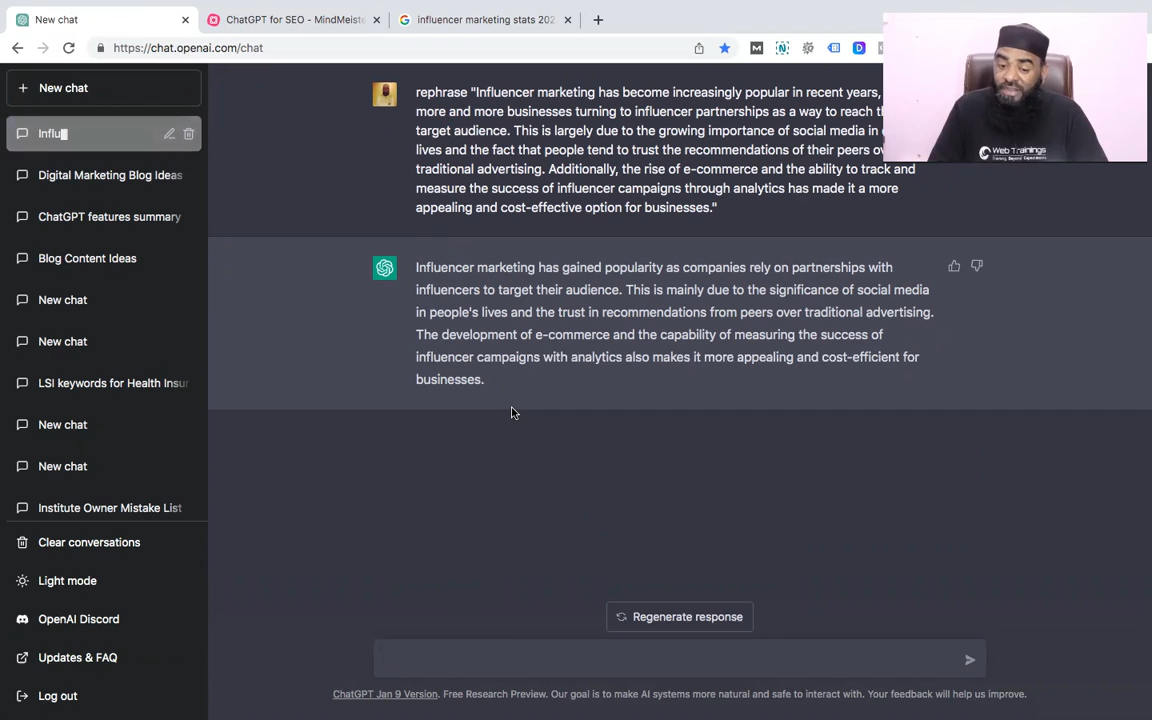 New chat
ChatGPT for SEO - MindMeiste
influencer marketing stats 202
https://chat.openai.com/chat
New chat
Influ
Digital Marketing Blog Ideas
ChatGPT features summary
Blog Content Ideas
New chat
New chat
LSI keywords for Health Insur
New chat
New chat
Institute Owner Mistake List
Clear conversations
Light mode
OpenAI Discord
Updates & FAQ
Log out
rephrase "Influencer marketing has become increasingly popular in recent years,
more and more businesses turning to influencer partnerships as a way to reach th
target audience. This is largely due to the growing importance of social media in
lives and the fact that people tend to trust the recommendations of their peers ov
traditional advertising. Additionally, the rise of e-commerce and the ability to track and
measure the success of influencer campaigns through analytics has made it a more
appealing and cost-effective option for businesses."
Influencer marketing has gained popularity as companies rely on partnerships with
influencers to target their audience. This is mainly due to the significance of social media
in people's lives and the trust in recommendations from peers over traditional advertising.
The development of e-commerce and the capability of measuring the success of
influencer campaigns with analytics also makes it more appealing and cost-efficient for
businesses.
Regenerate response
ChatGPT Jan 9 Version. Free Research Preview. Our goal is to make AI systems more natural and safe to interact with. Your feedback will help us improve.
Web Trainings